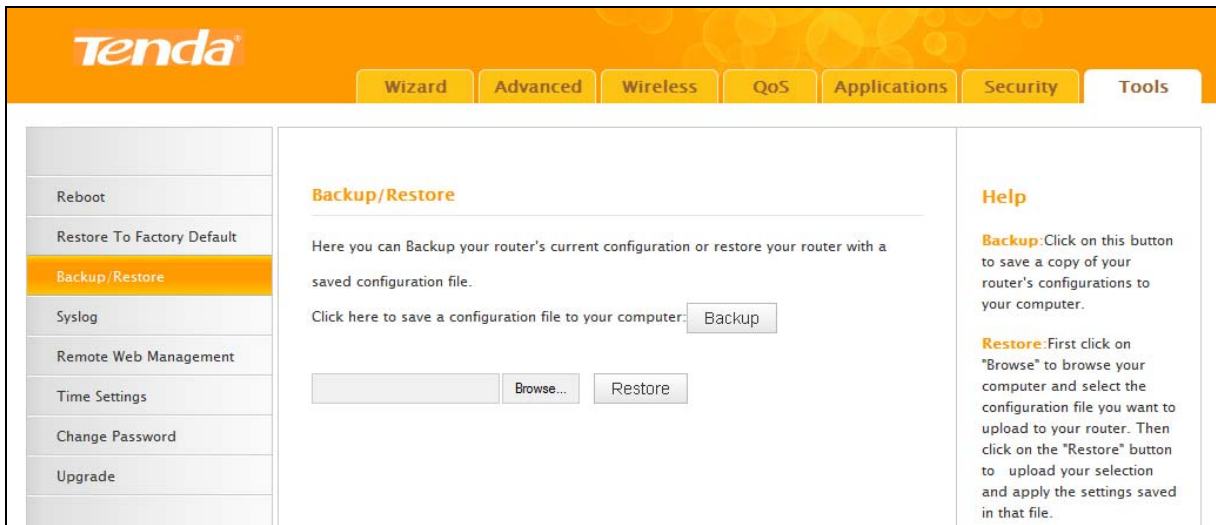 Tenda®
Wizard
Advanced
Wireless
QoS
Applications
Security
Tools
Reboot
Restore To Factory Default
Backup/Restore
Syslog
Remote Web Management
Time Settings
Change Password
Upgrade
Backup/Restore
Here you can Backup your router's current configuration or restore your router with a
saved configuration file.
Click here to save a configuration file to your computer: Backup
Browse... Restore
Help
Backup:Click on this button
to save a copy of your
router's configurations to
your computer.
Restore:First click on
"Browse" to browse your
computer and select the
configuration file you want to
upload to your router. Then
click on the "Restore" button
to upload your selection
and apply the settings saved
in that file.